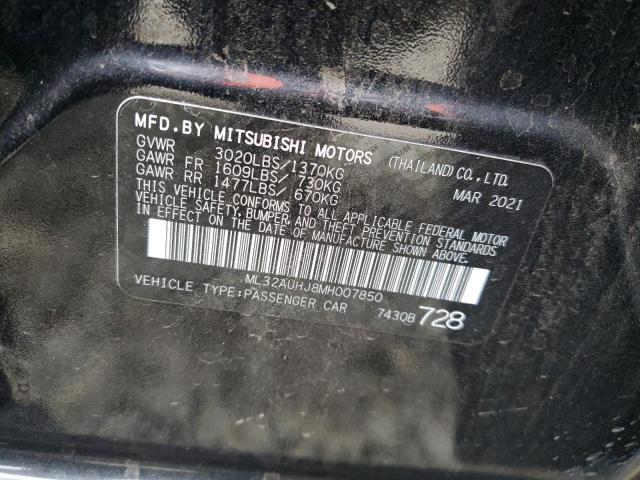 MFD.BY MITSUBISHI MOTORS (THAILAND) CO., LTD.
GVWR 3020LBS/1370KG MAR 2021
GAWR FR 1609LBS/ 730KG
GAWR RR 1477LBS/ 670KG
THIS VEHICLE CONFORMS TO ALL APPLICABLE FEDERAL MOTOR
VEHICLE SAFETY, BUMPER, AND THEFT PREVENTION STANDARDS
IN EFFECT ON THE DATE OF MANUFACTURE SHOWN ABOVE.
ML32AUHJ8MH007850
VEHICLE TYPE:PASSENGER CAR 7430B 728